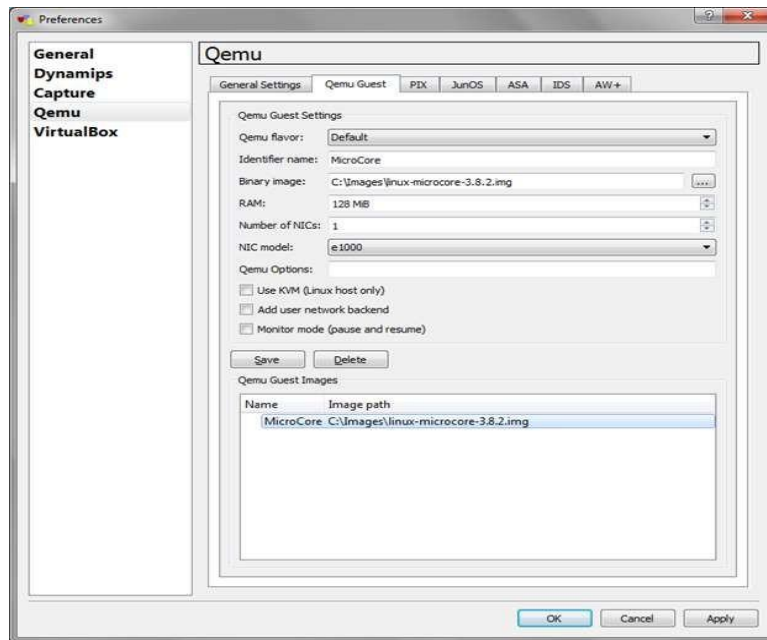 Preferences
General
Dynamips
Capture
Qemu
VirtualBox
Qemu
General Settings Qemu Guest PIX JunOS ASA IDS AW+
Qemu Guest Settings
Qemu flavor: Default
Identifier name: MicroCore
Binary image: C:\Images\linux-microcore-3.8.2.img ...
RAM: 128 MiB
Number of NICs: 1
NIC model: e1000
Qemu Options:
Use KVM (Linux host only)
Add user network backend
Monitor mode (pause and resume)
Save Delete
Qemu Guest Images
Name Image path
MicroCore C:\Images\linux-microcore-3.8.2.img
OK Cancel Apply